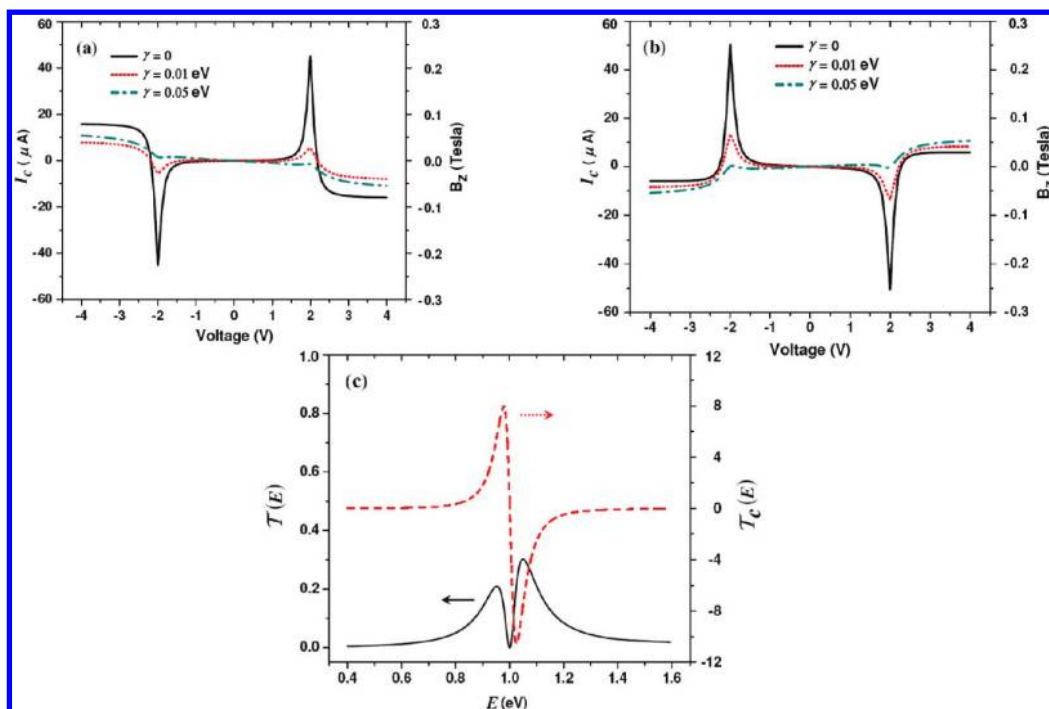 (a)
γ = 0
γ = 0.01 eV
γ = 0.05 eV
60
40
20
0
-20
-40
-60
I_c ( μ A)
0.3
0.2
0.1
0.0
-0.1
-0.2
-0.3
B_z (Tesla)
-4 -3 -2 -1 0 1 2 3 4
Voltage (V)
(b)
γ = 0
γ = 0.01 eV
γ = 0.05 eV
60
40
20
0
-20
-40
-60
I_c ( μ A)
0.3
0.2
0.1
0.0
-0.1
-0.2
-0.3
B_z (Tesla)
-4 -3 -2 -1 0 1 2 3 4
Voltage (V)
(c)
1.0
0.8
0.6
0.4
0.2
0.0
T (E)
12
8
4
0
-4
-8
-12
T_c (E)
0.4 0.6 0.8 1.0 1.2 1.4 1.6
E (eV)